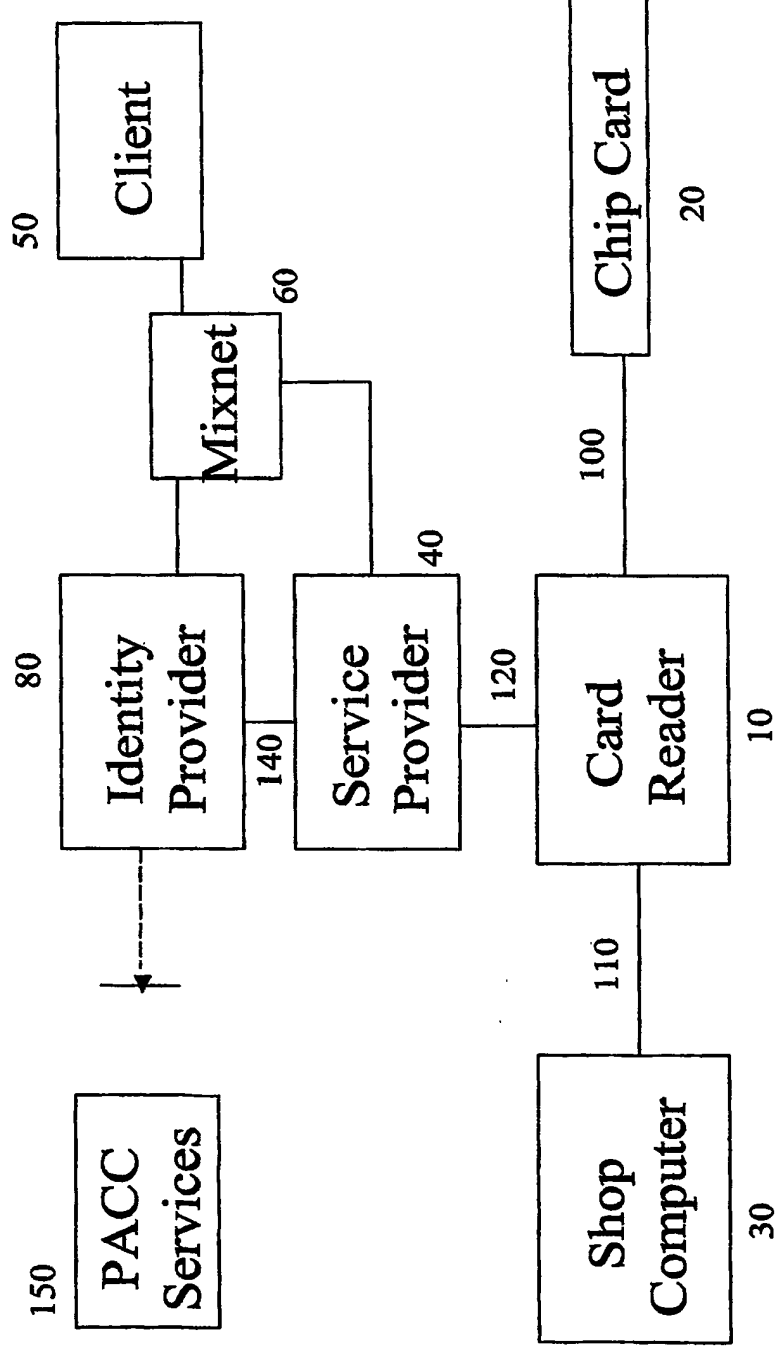 150
PACC
Services
80
Identity
Provider
50
Client
Mixnet
60
140
Service
Provider
40
120
110
Card
Reader
10
100
Chip Card
20
Shop
Computer
30